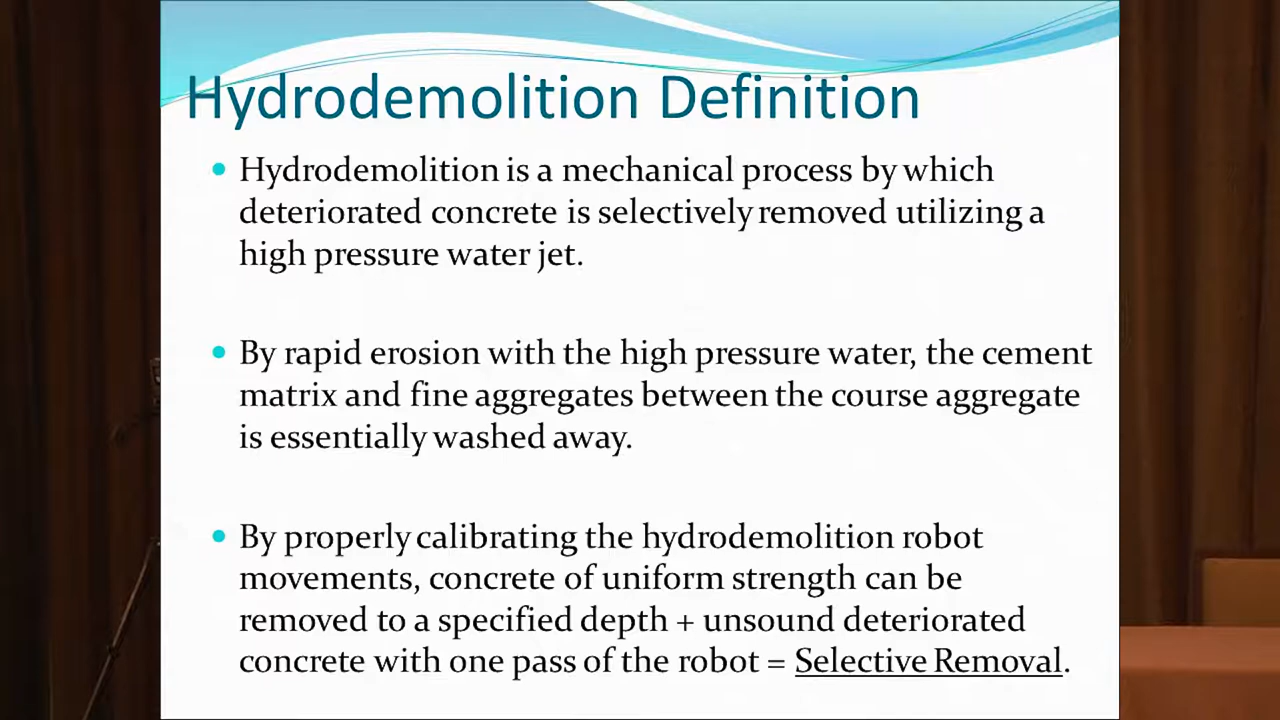 Hydrodemolition Definition
• Hydrodemolition is a mechanical process by which
deteriorated concrete is selectively removed utilizing a
high pressure water jet.
• By rapid erosion with the high pressure water, the cement
matrix and fine aggregates between the course aggregate
is essentially washed away.
• By properly calibrating the hydrodemolition robot
movements, concrete of uniform strength can be
removed to a specified depth + unsound deteriorated
concrete with one pass of the robot = Selective Removal.